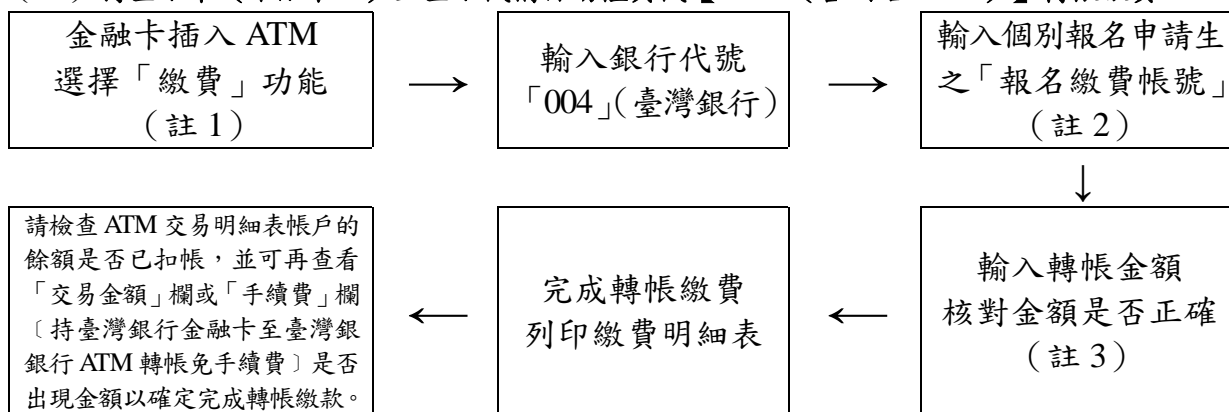 金融卡插入 ATM
選擇「繳費」功能
（註 1）
→
輸入銀行代號
「004」（臺灣銀行）
→
輸入個別報名申請生
之「報名繳費帳號」
（註 2）
↓
輸入轉帳金額
核對金額是否正確
（註 3）
←
完成轉帳繳費
列印繳費明細表
←
請檢查 ATM 交易明細表帳戶的
餘額是否已扣帳，並可再查看
「交易金額」欄或「手續費」欄
〔持臺灣銀行金融卡至臺灣銀
銀行 ATM 轉帳免手續費〕是否
出現金額以確定完成轉帳繳款。